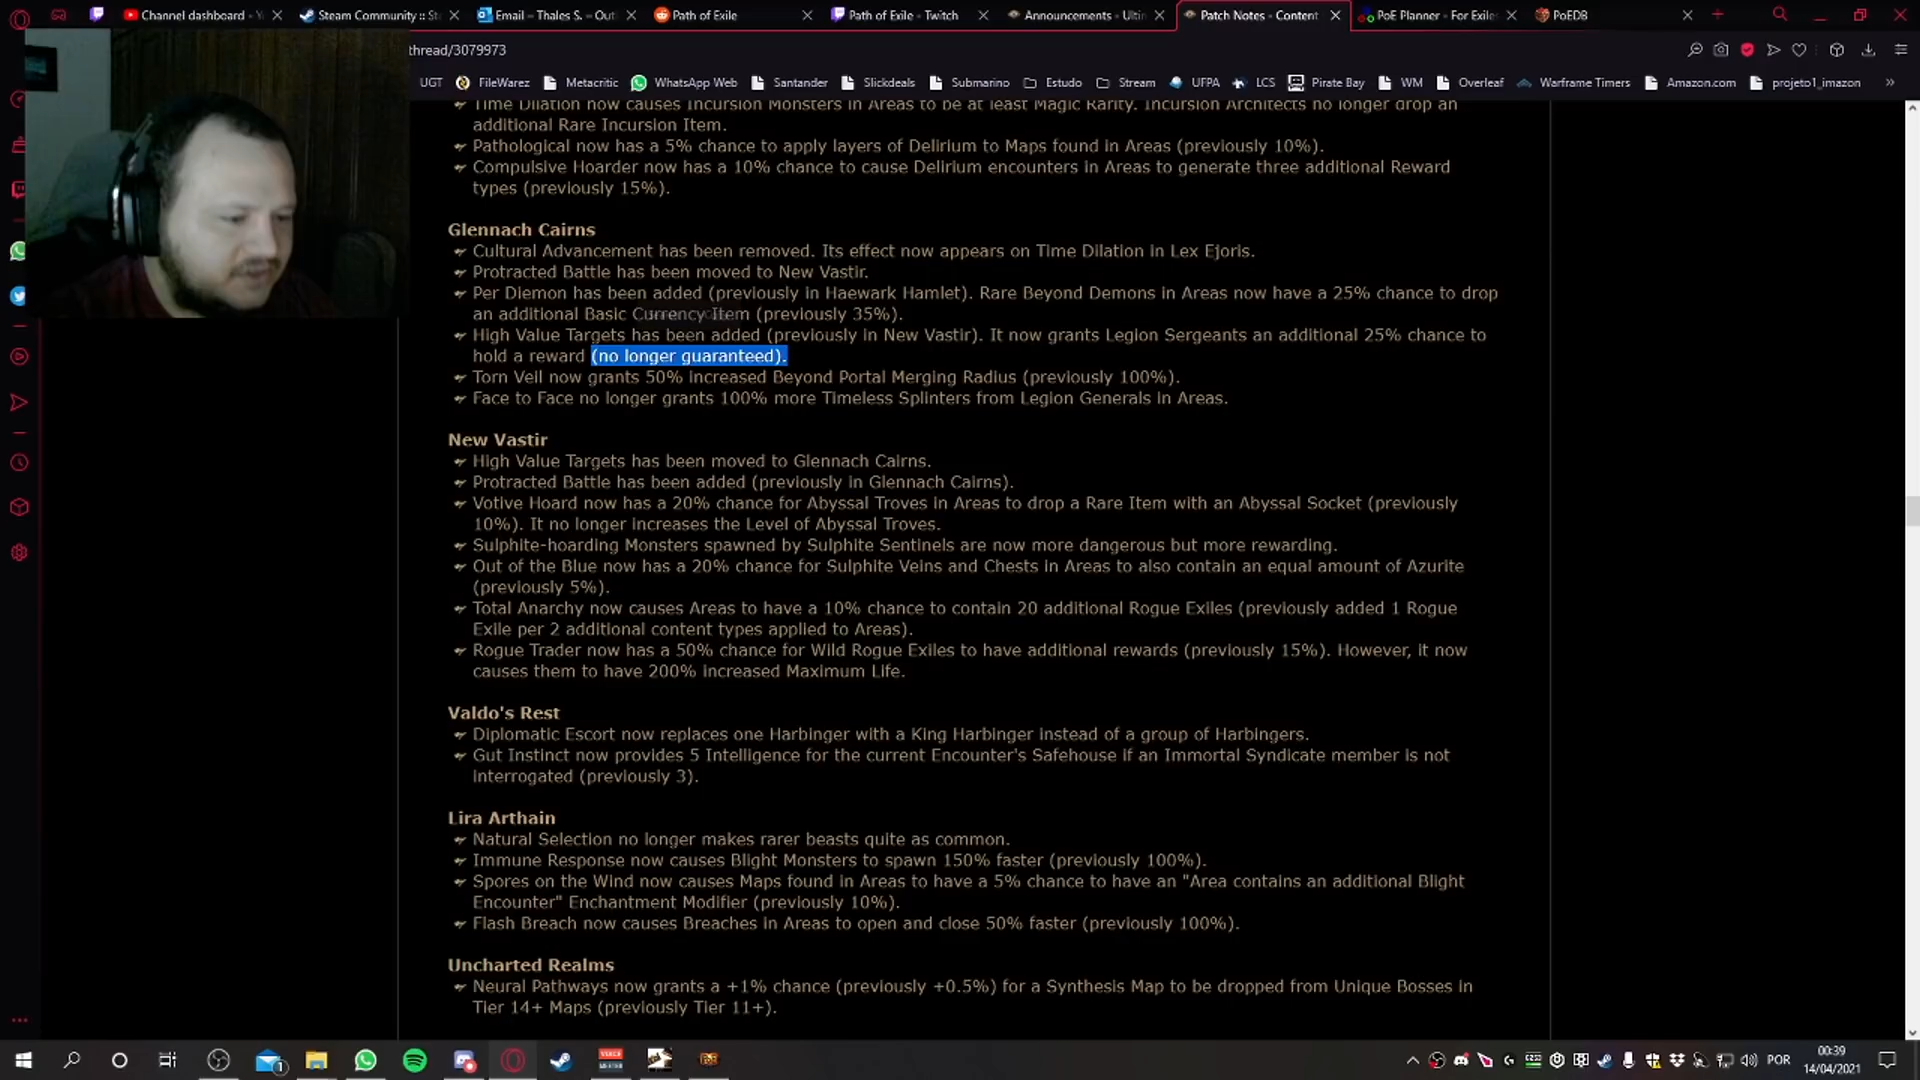 Channel dashboard - Y
Steam Community :: Ste
Email – Thales S. – Out
Path of Exile
Path of Exile - Twitch
Announcements - Ultin
Patch Notes - Content
PoE Planner - For Exile
PoEDB
thread/3079973
UGT
FileWarez
Metacritic
WhatsApp Web
Santander
Slickdeals
Submarino
Estudo
Stream
UFPA
LCS
Pirate Bay
WM
Overleaf
Warframe Timers
Amazon.com
projeto1_imazon
»
Time Dilation now causes Incursion Monsters in Areas to be at least Magic Rarity. Incursion Architects no longer drop an
additional Rare Incursion Item.
Pathological now has a 5% chance to apply layers of Delirium to Maps found in Areas (previously 10%).
Compulsive Hoarder now has a 10% chance to cause Delirium encounters in Areas to generate three additional Reward
types (previously 15%).
Glennach Cairns
Cultural Advancement has been removed. Its effect now appears on Time Dilation in Lex Ejoris.
Protracted Battle has been moved to New Vastir.
Per Diemon has been added (previously in Haewark Hamlet). Rare Beyond Demons in Areas now have a 25% chance to drop
an additional Basic Currency Item (previously 35%).
High Value Targets has been added (previously in New Vastir). It now grants Legion Sergeants an additional 25% chance to
hold a reward (no longer guaranteed).
Torn Veil now grants 50% increased Beyond Portal Merging Radius (previously 100%).
Face to Face no longer grants 100% more Timeless Splinters from Legion Generals in Areas.
New Vastir
High Value Targets has been moved to Glennach Cairns.
Protracted Battle has been added (previously in Glennach Cairns).
Votive Hoard now has a 20% chance for Abyssal Troves in Areas to drop a Rare Item with an Abyssal Socket (previously
10%). It no longer increases the Level of Abyssal Troves.
Sulphite-hoarding Monsters spawned by Sulphite Sentinels are now more dangerous but more rewarding.
Out of the Blue now has a 20% chance for Sulphite Veins and Chests in Areas to also contain an equal amount of Azurite
(previously 5%).
Total Anarchy now causes Areas to have a 10% chance to contain 20 additional Rogue Exiles (previously added 1 Rogue
Exile per 2 additional content types applied to Areas).
Rogue Trader now has a 50% chance for Wild Rogue Exiles to have additional rewards (previously 15%). However, it now
causes them to have 200% increased Maximum Life.
Valdo's Rest
Diplomatic Escort now replaces one Harbinger with a King Harbinger instead of a group of Harbingers.
Gut Instinct now provides 5 Intelligence for the current Encounter's Safehouse if an Immortal Syndicate member is not
interrogated (previously 3).
Lira Arthain
Natural Selection no longer makes rarer beasts quite as common.
Immune Response now causes Blight Monsters to spawn 150% faster (previously 100%).
Spores on the Wind now causes Maps found in Areas to have a 5% chance to have an "Area contains an additional Blight
Encounter" Enchantment Modifier (previously 10%).
Flash Breach now causes Breaches in Areas to open and close 50% faster (previously 100%).
Uncharted Realms
Neural Pathways now grants a +1% chance (previously +0.5%) for a Synthesis Map to be dropped from Unique Bosses in
Tier 14+ Maps (previously Tier 11+).
POR
00:39
14/04/2021